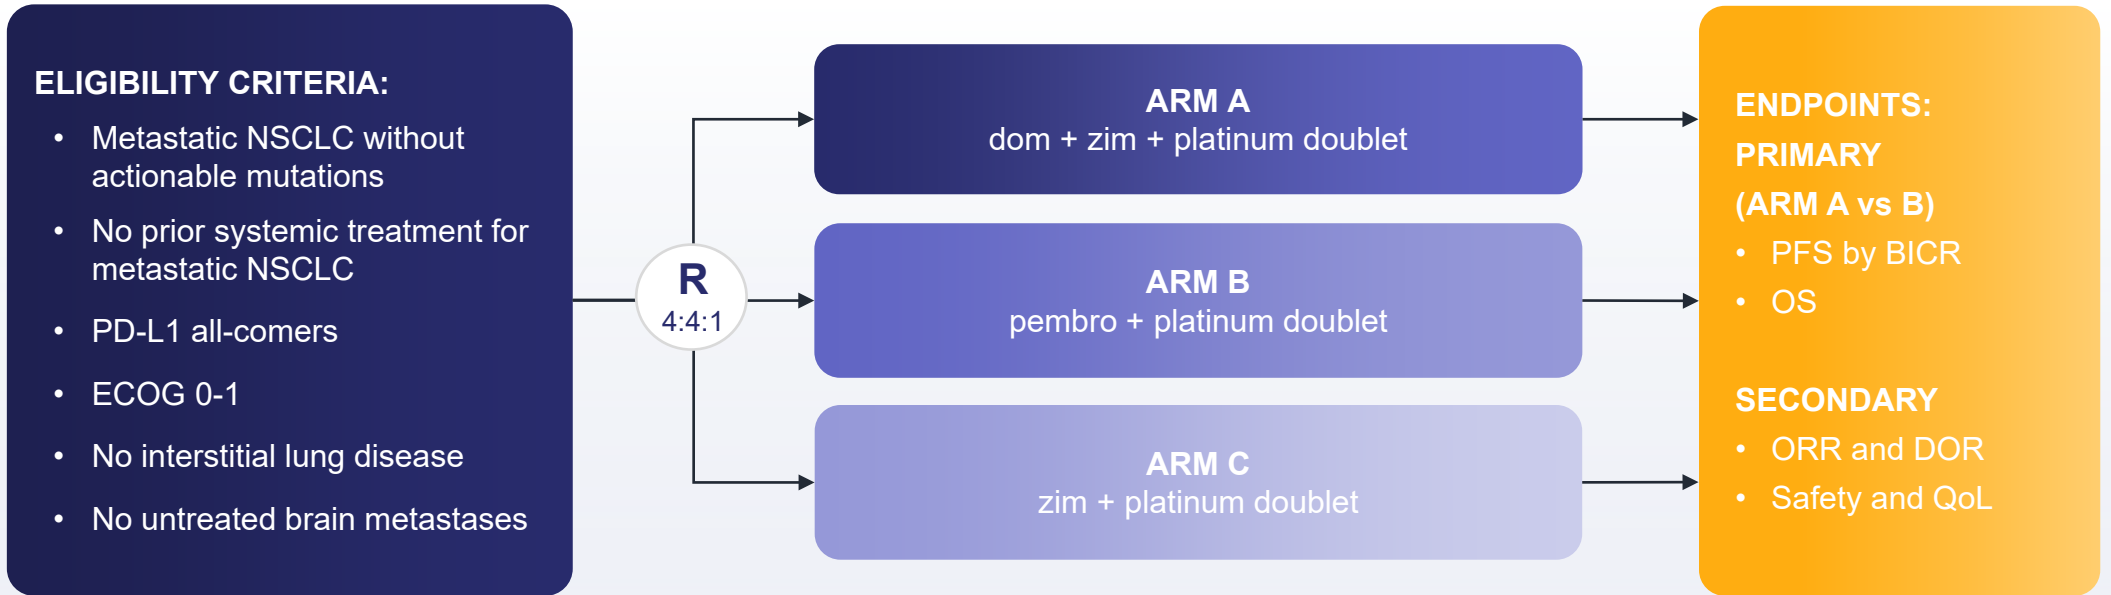 ELIGIBILITY CRITERIA:
• Metastatic NSCLC without
actionable mutations
• No prior systemic treatment for
metastatic NSCLC
• PD-L1 all-comers
• ECOG 0-1
• No interstitial lung disease
• No untreated brain metastases
R
4:4:1
ARM A
dom + zim + platinum doublet
ARM B
pembro + platinum doublet
ARM C
zim + platinum doublet
ENDPOINTS:
PRIMARY
(ARM A vs B)
• PFS by BICR
• OS
SECONDARY
• ORR and DOR
• Safety and QoL